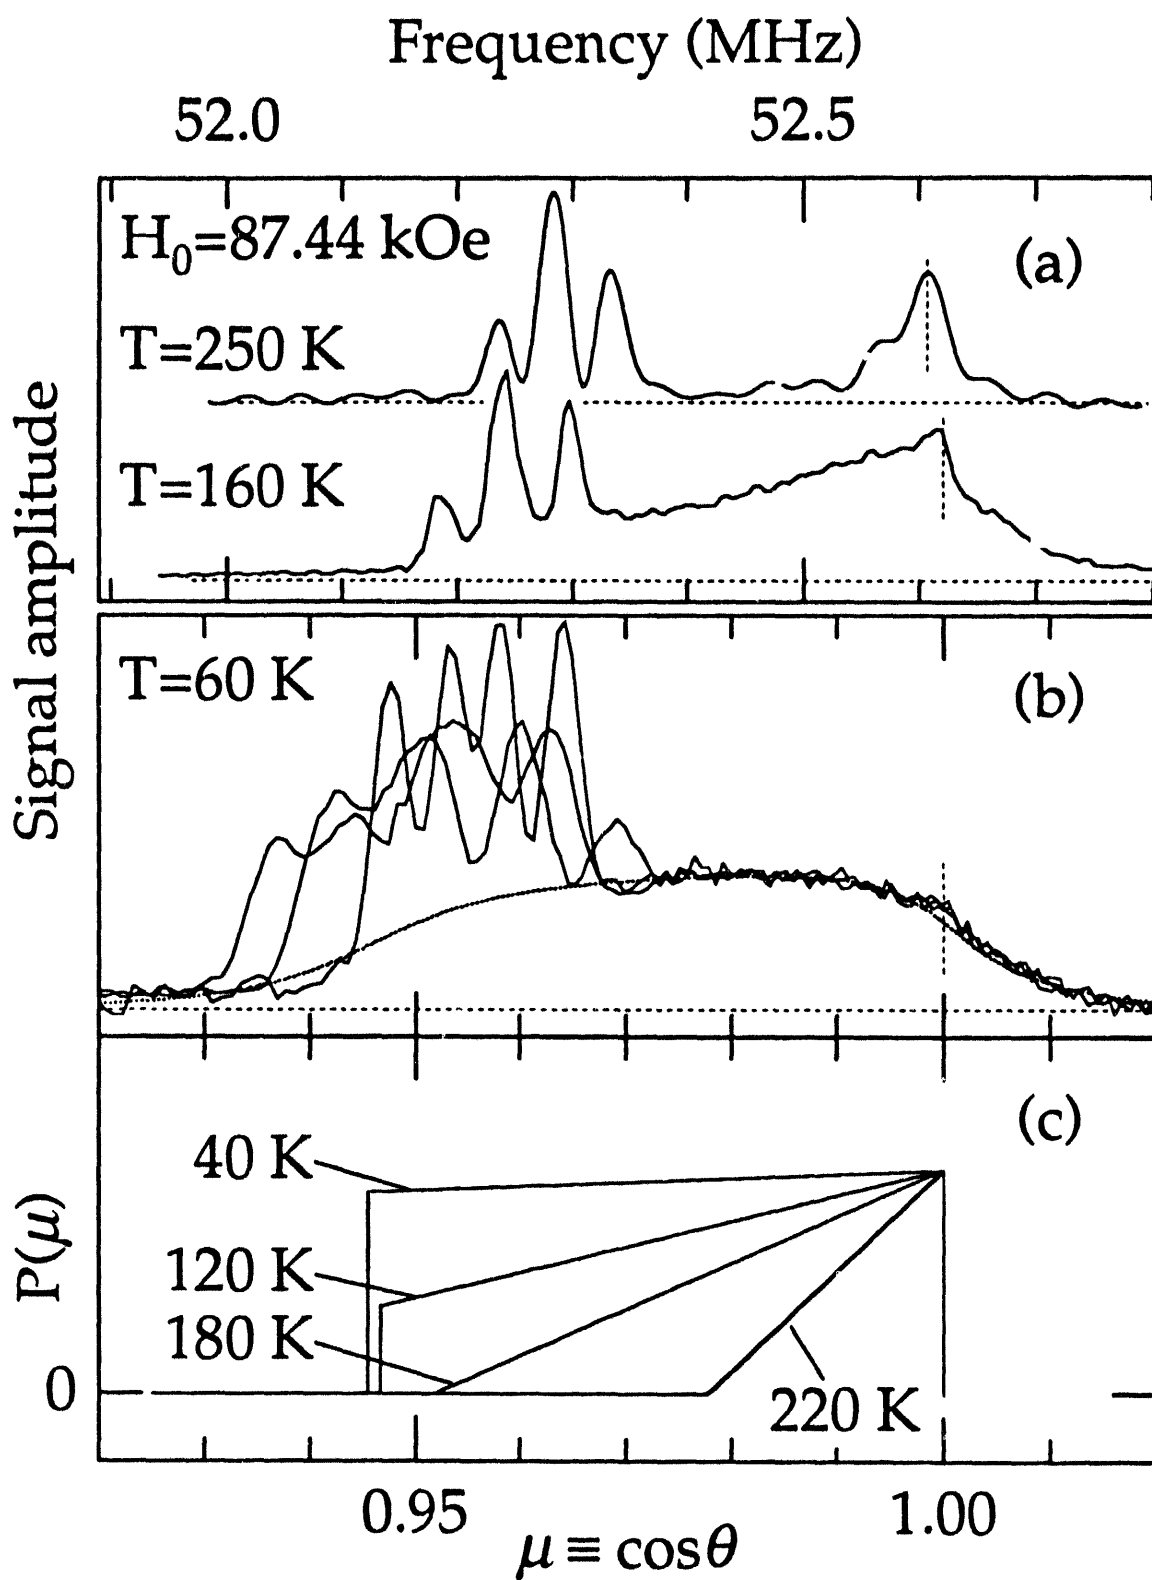 Frequency (MHz)
52.0 52.5
H₀=87.44 kOe
(a)
T=250 K
T=160 K
Signal amplitude
T=60 K
(b)
(c)
40 K
P(μ)
120 K
180 K
0
220 K
0.95 1.00
μ ≡ cosθ